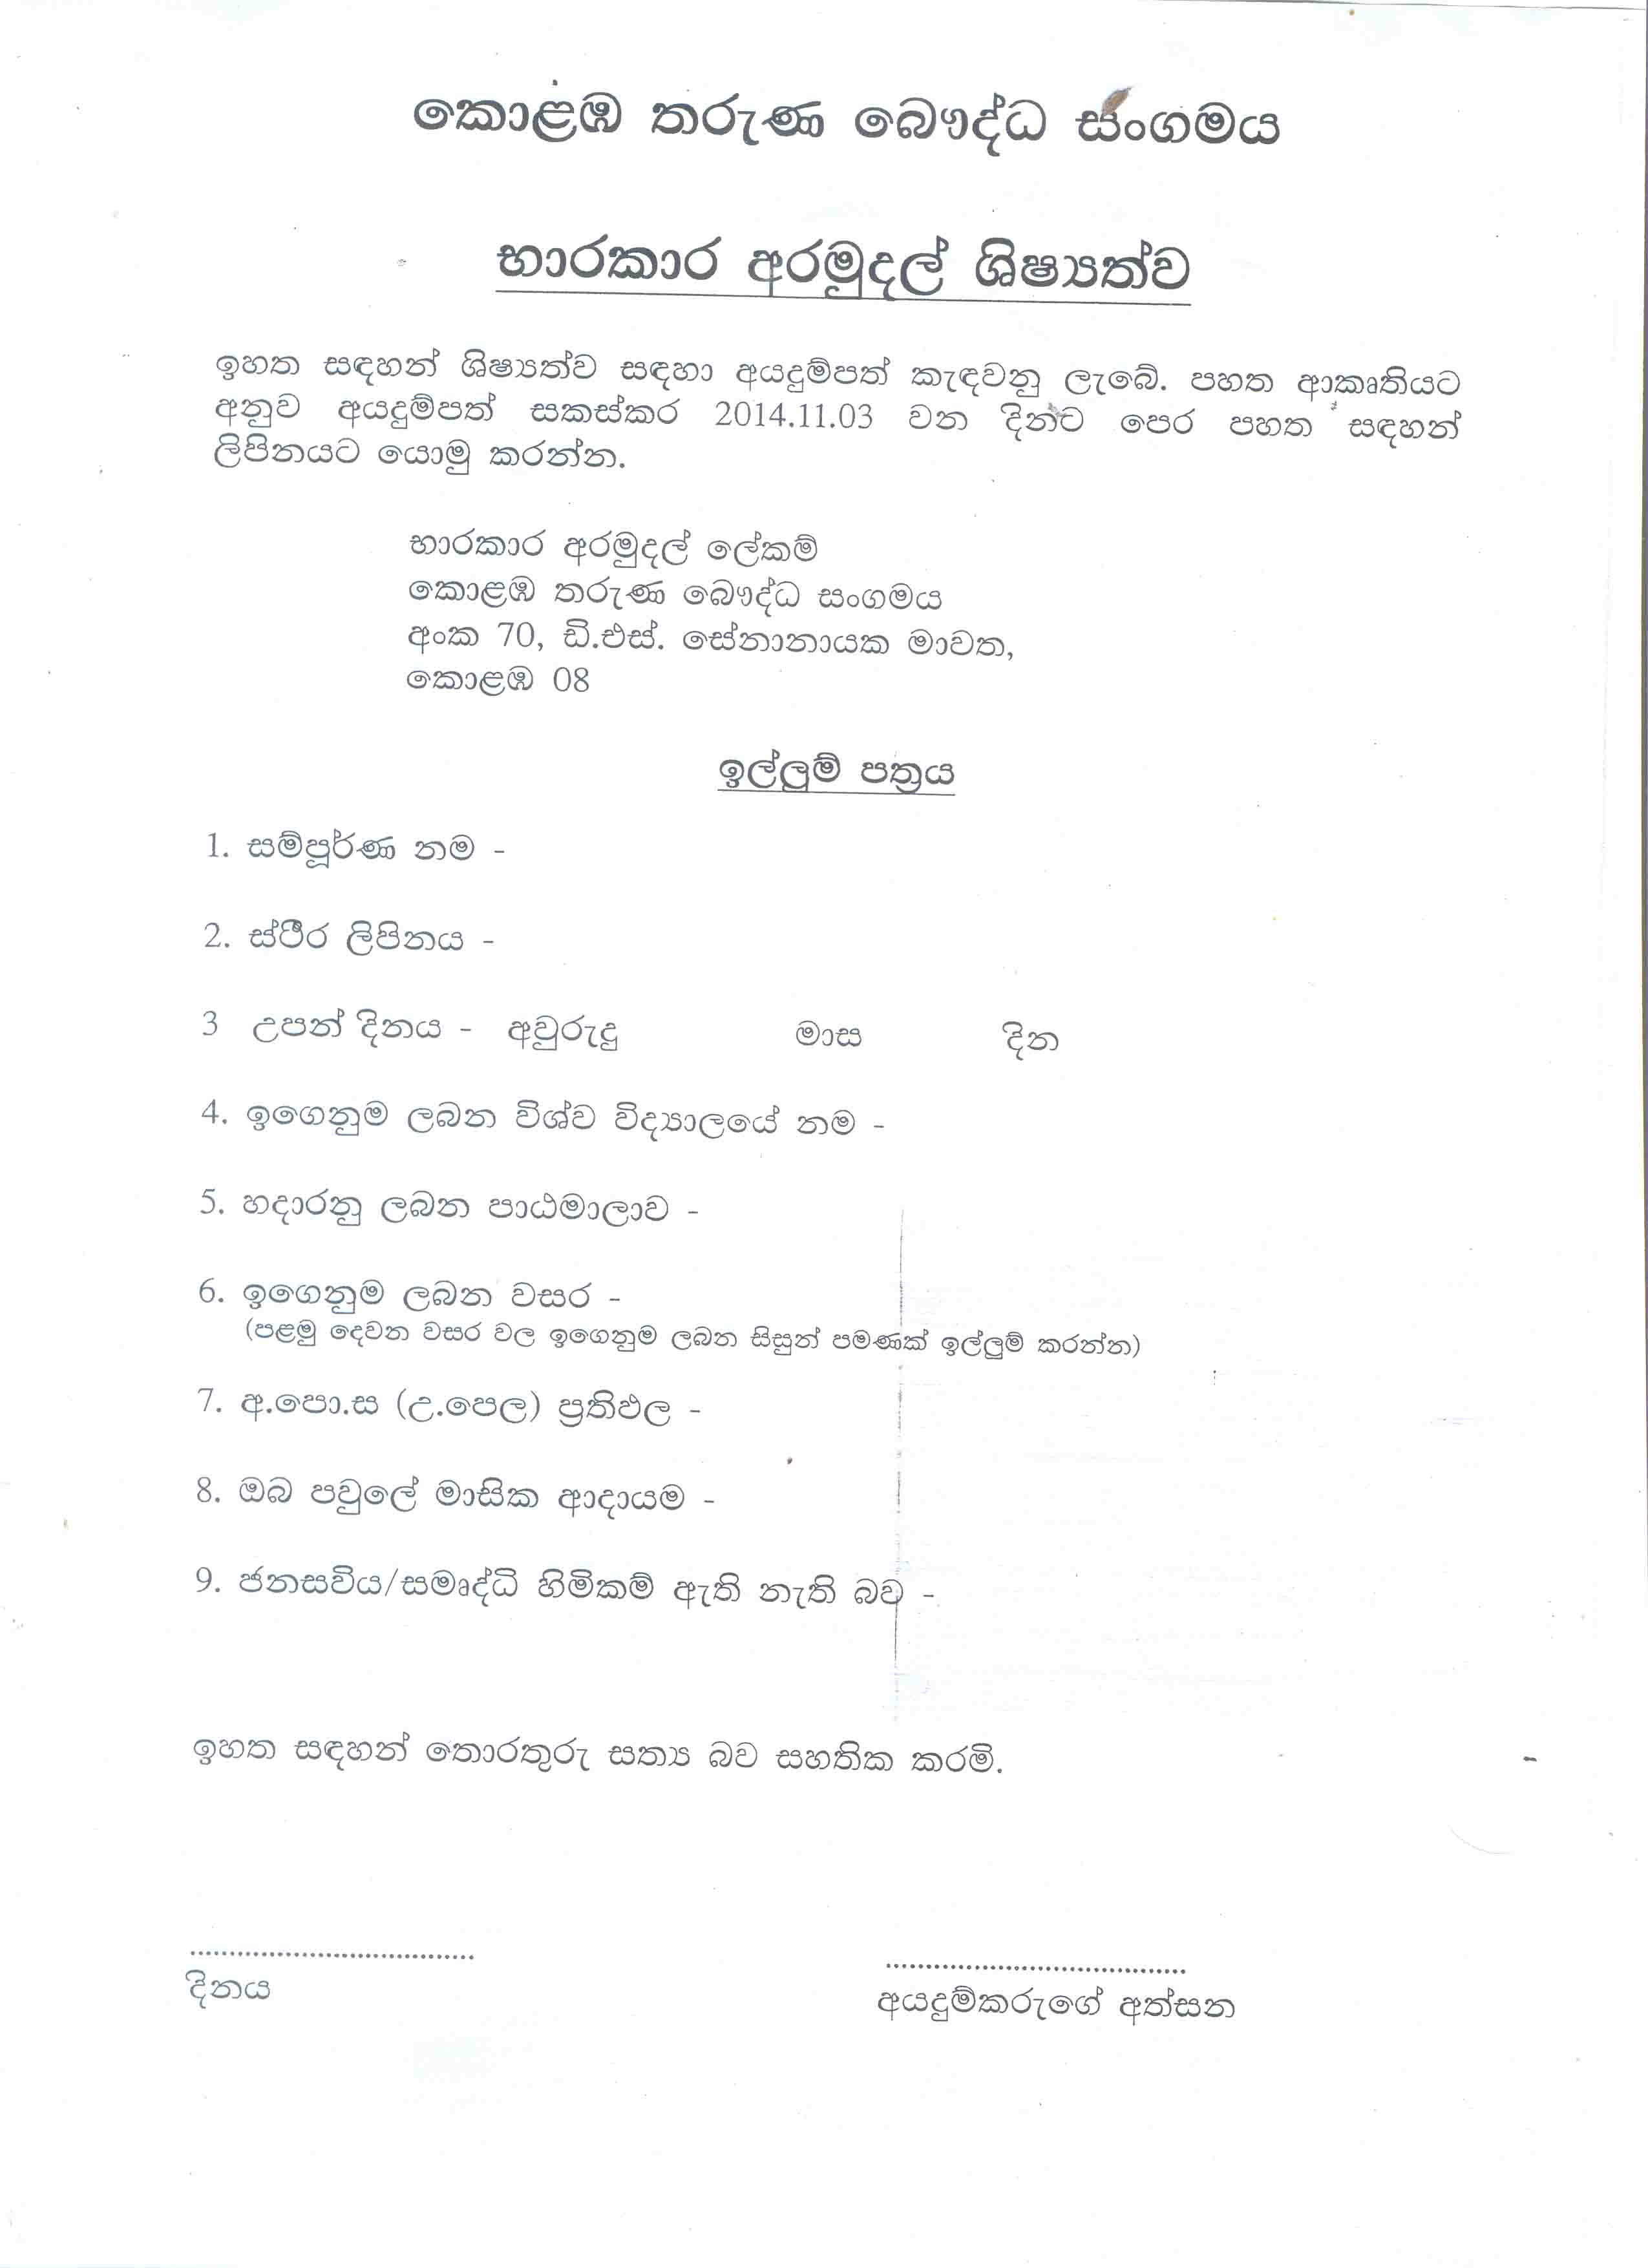 කොළඹ තරුණ බෞද්ධ සංගමය
භාරකාර අරමුදල් ශිෂ්‍යත්ව
ඉහත සඳහන් ශිෂ්‍යත්ව සඳහා අයදුම්පත් කැඳවනු ලැබේ. පහත ආකෘතියට
අනුව අයදුම්පත් සකස්කර 2014.11.03 වන දිනට පෙර පහත සඳහන්
ලිපිනයට යොමු කරන්න.
භාරකාර අරමුදල් ලේකම්
කොළඹ තරුණ බෞද්ධ සංගමය
අංක 70, ඩී.එස්. සේනානායක මාවත,
කොළඹ 08
ඉල්ලුම් පත්‍රය
1. සම්පූර්ණ නම -
2. ස්ථිර ලිපිනය -
3 උපන් දිනය - අවුරුදු මාස දින
4. ඉගෙනුම ලබන විශ්ව විද්‍යාලයේ නම -
5. හදාරනු ලබන පාඨමාලාව -
6. ඉගෙනුම ලබන වසර -
(පළමු දෙවන වසර වල ඉගෙනුම ලබන සිසුන් පමණක් ඉල්ලුම් කරන්න)
7. අ.පො.ස (උ.පෙල) ප්‍රතිඵල -
8. ඔබ පවුලේ මාසික ආදායම -
9. ජනසවිය/සමෘද්ධි හිමිකම් ඇති නැති බව -
ඉහත සඳහන් තොරතුරු සත්‍ය බව සහතික කරමි.
දිනය අයදුම්කරුගේ අත්සන